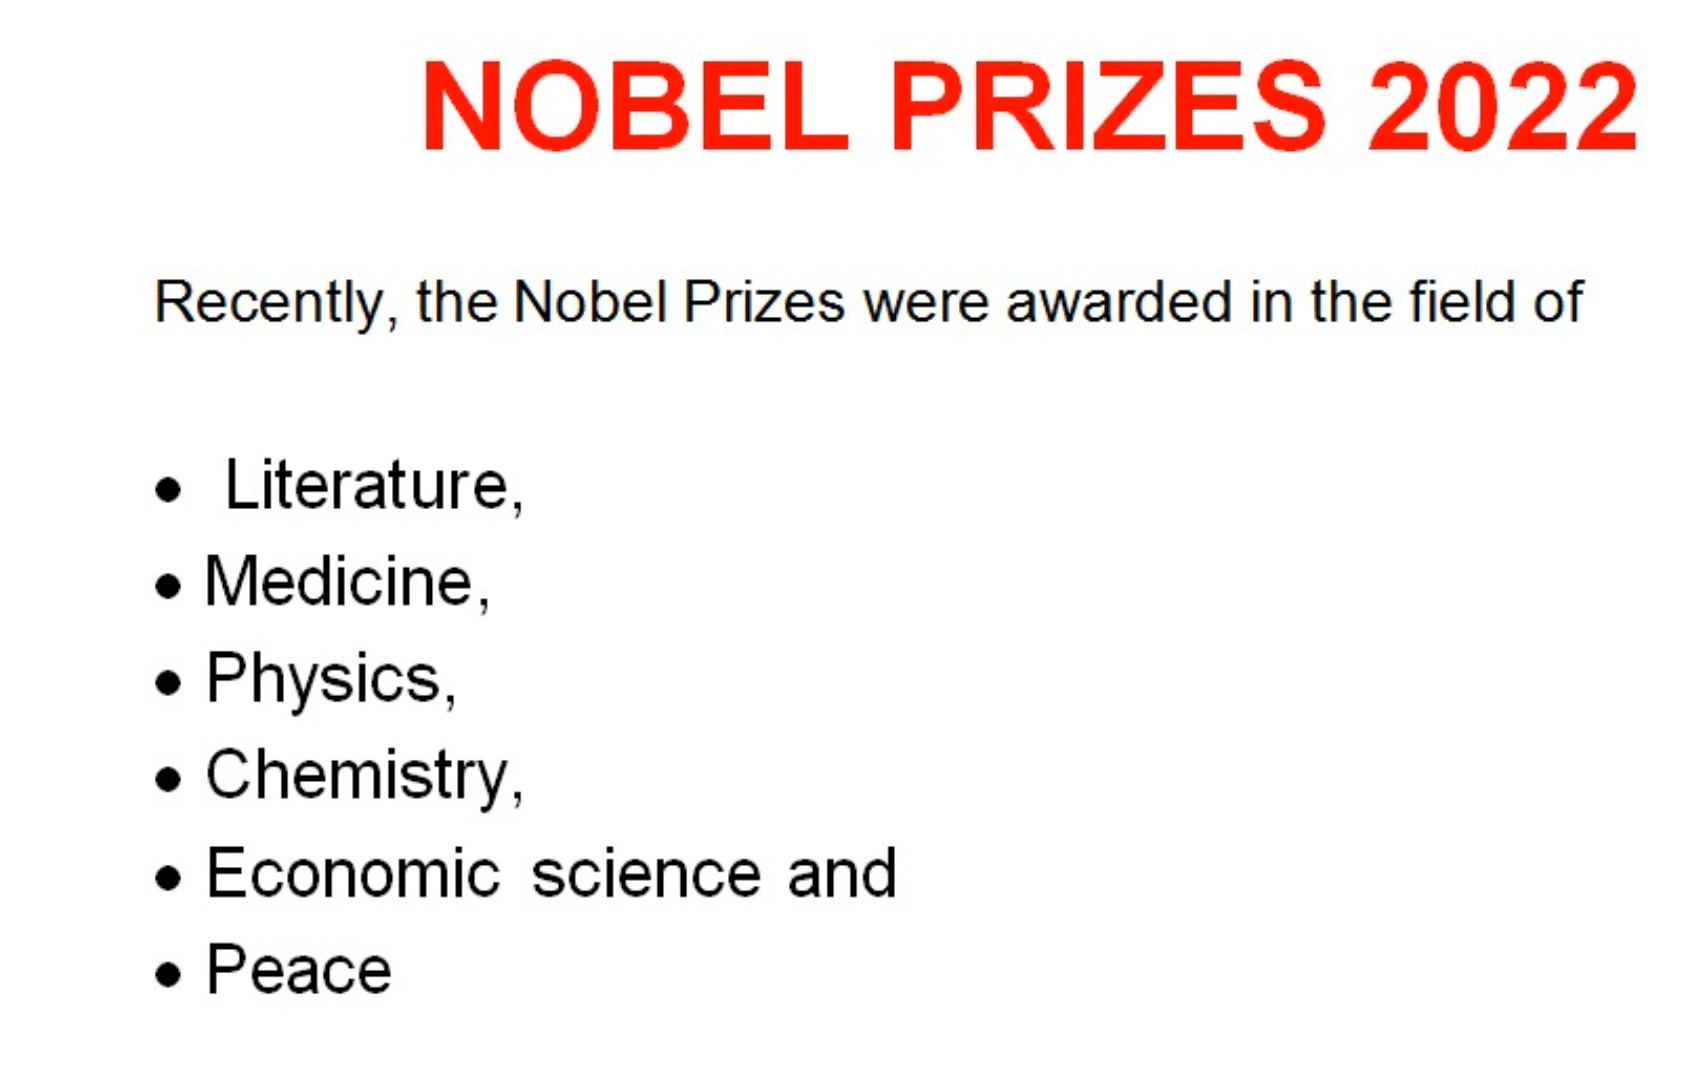 NOBEL PRIZES 2022
Recently, the Nobel Prizes were awarded in the field of
• Literature,
• Medicine,
• Physics,
• Chemistry,
• Economic science and
• Peace